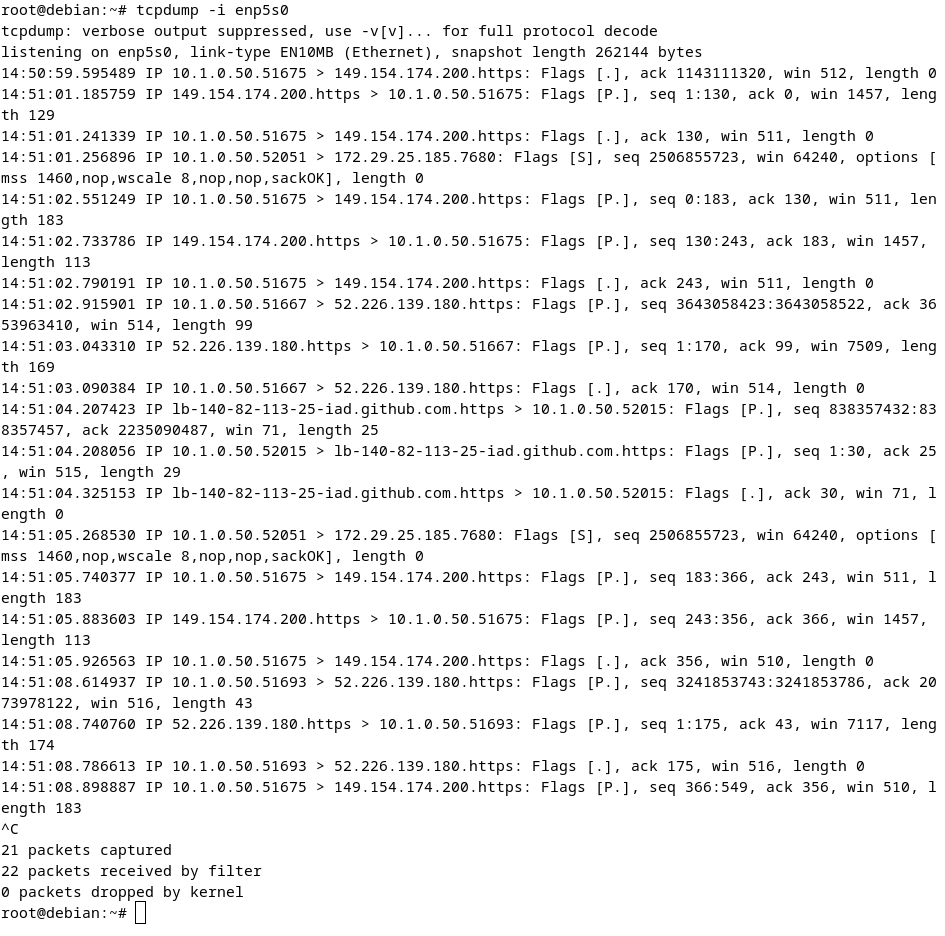 root@debian:~# tcpdump -i enp5s0
tcpdump: verbose output suppressed, use -v[v]... for full protocol decode
listening on enp5s0, link-type EN10MB (Ethernet), snapshot length 262144 bytes
14:50:59.595489 IP 10.1.0.50.51675 > 149.154.174.200.https: Flags [.], ack 1143111320, win 512, length 0
14:51:01.185759 IP 149.154.174.200.https > 10.1.0.50.51675: Flags [P.], seq 1:130, ack 0, win 1457, leng
th 129
14:51:01.241339 IP 10.1.0.50.51675 > 149.154.174.200.https: Flags [.], ack 130, win 511, length 0
14:51:01.256896 IP 10.1.0.50.52051 > 172.29.25.185.7680: Flags [S], seq 2506855723, win 64240, options [
mss 1460,nop,wscale 8,nop,nop,sackOK], length 0
14:51:02.551249 IP 10.1.0.50.51675 > 149.154.174.200.https: Flags [P.], seq 0:183, ack 130, win 511, len
gth 183
14:51:02.733786 IP 149.154.174.200.https > 10.1.0.50.51675: Flags [P.], seq 130:243, ack 183, win 1457, 
length 113
14:51:02.790191 IP 10.1.0.50.51675 > 149.154.174.200.https: Flags [.], ack 243, win 511, length 0
14:51:02.915901 IP 10.1.0.50.51667 > 52.226.139.180.https: Flags [P.], seq 3643058423:3643058522, ack 36
53963410, win 514, length 99
14:51:03.043310 IP 52.226.139.180.https > 10.1.0.50.51667: Flags [P.], seq 1:170, ack 99, win 7509, leng
th 169
14:51:03.090384 IP 10.1.0.50.51667 > 52.226.139.180.https: Flags [.], ack 170, win 514, length 0
14:51:04.207423 IP lb-140-82-113-25-iad.github.com.https > 10.1.0.50.52015: Flags [P.], seq 838357432:83
8357457, ack 2235090487, win 71, length 25
14:51:04.208056 IP 10.1.0.50.52015 > lb-140-82-113-25-iad.github.com.https: Flags [P.], seq 1:30, ack 25
, win 515, length 29
14:51:04.325153 IP lb-140-82-113-25-iad.github.com.https > 10.1.0.50.52015: Flags [.], ack 30, win 71, l
ength 0
14:51:05.268530 IP 10.1.0.50.52051 > 172.29.25.185.7680: Flags [S], seq 2506855723, win 64240, options [
mss 1460,nop,wscale 8,nop,nop,sackOK], length 0
14:51:05.740377 IP 10.1.0.50.51675 > 149.154.174.200.https: Flags [P.], seq 183:366, ack 243, win 511, l
ength 183
14:51:05.883603 IP 149.154.174.200.https > 10.1.0.50.51675: Flags [P.], seq 243:356, ack 366, win 1457, 
length 113
14:51:05.926563 IP 10.1.0.50.51675 > 149.154.174.200.https: Flags [.], ack 356, win 510, length 0
14:51:08.614937 IP 10.1.0.50.51693 > 52.226.139.180.https: Flags [P.], seq 3241853743:3241853786, ack 20
73978122, win 516, length 43
14:51:08.740760 IP 52.226.139.180.https > 10.1.0.50.51693: Flags [P.], seq 1:175, ack 43, win 7117, leng
th 174
14:51:08.786613 IP 10.1.0.50.51693 > 52.226.139.180.https: Flags [.], ack 175, win 516, length 0
14:51:08.898887 IP 10.1.0.50.51675 > 149.154.174.200.https: Flags [P.], seq 366:549, ack 356, win 510, l
ength 183
^C
21 packets captured
22 packets received by filter
0 packets dropped by kernel
root@debian:~#